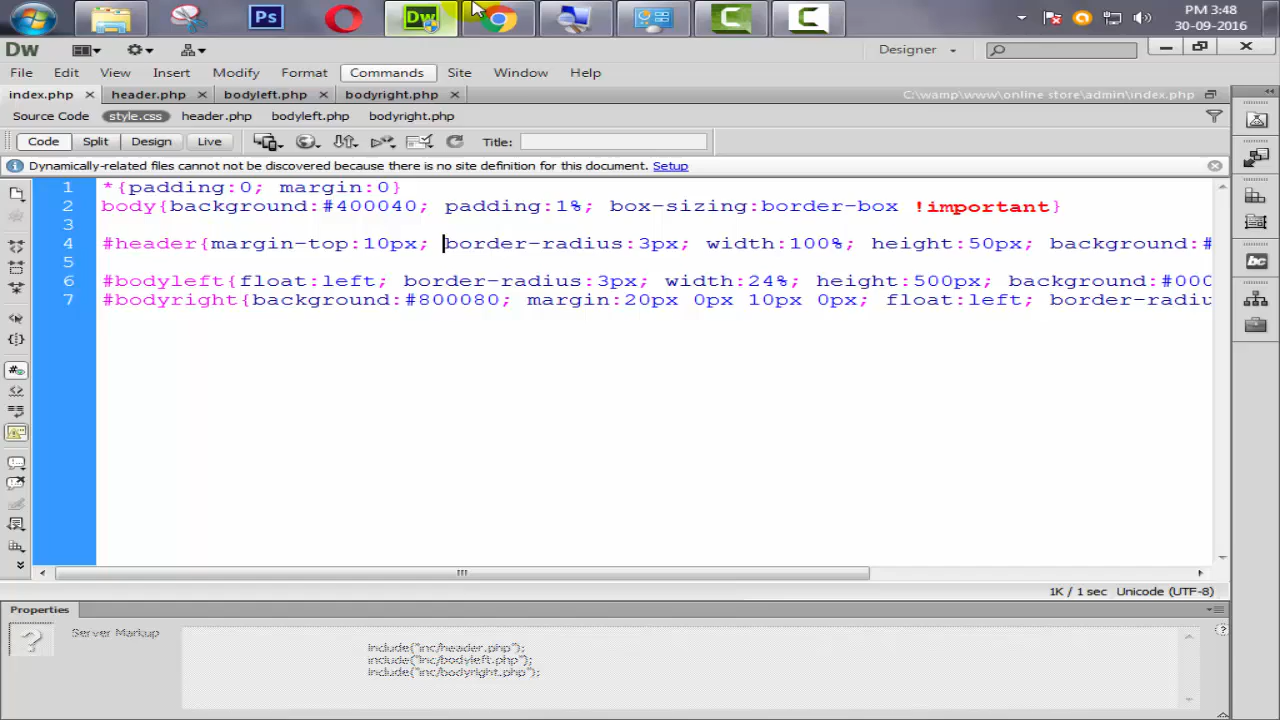 Ps
Dw
PM 3:48
30-09-2016
Dw
Designer
File Edit View Insert Modify Format Commands Site Window Help
index.php header.php bodyleft.php bodyright.php C:\wamp\www\online store\admin\index.php
Source Code style.css header.php bodyleft.php bodyright.php
Code Split Design Live Title:
Dynamically-related files cannot not be discovered because there is no site definition for this document. Setup
1 *{padding:0; margin:0}
2 body{background:#400040; padding:1%; box-sizing:border-box !important}
3
4 #header{margin-top:10px; border-radius:3px; width:100%; height:50px; background:#
5
6 #bodyleft{float:left; border-radius:3px; width:24%; height:500px; background:#000
7 #bodyright{background:#800080; margin:20px 0px 10px 0px; float:left; border-radiu
1K / 1 sec Unicode (UTF-8)
Properties
Server Markup
include("inc/header.php");
include("inc/bodyleft.php");
include("inc/bodyright.php");